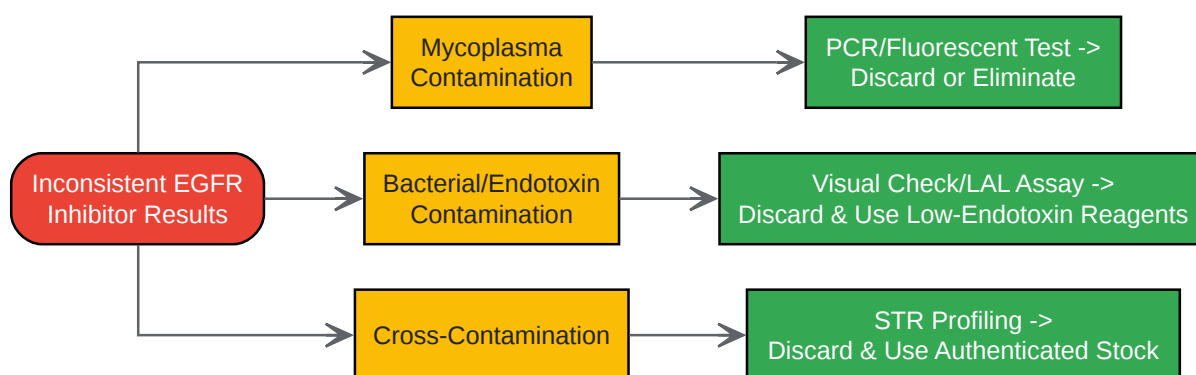 Mycoplasma
Contamination
PCR/Fluorescent Test ->
Discard or Eliminate
Inconsistent EGFR
Inhibitor Results
Bacterial/Endotoxin
Contamination
Visual Check/LAL Assay ->
Discard & Use Low-Endotoxin Reagents
Cross-Contamination
STR Profiling ->
Discard & Use Authenticated Stock